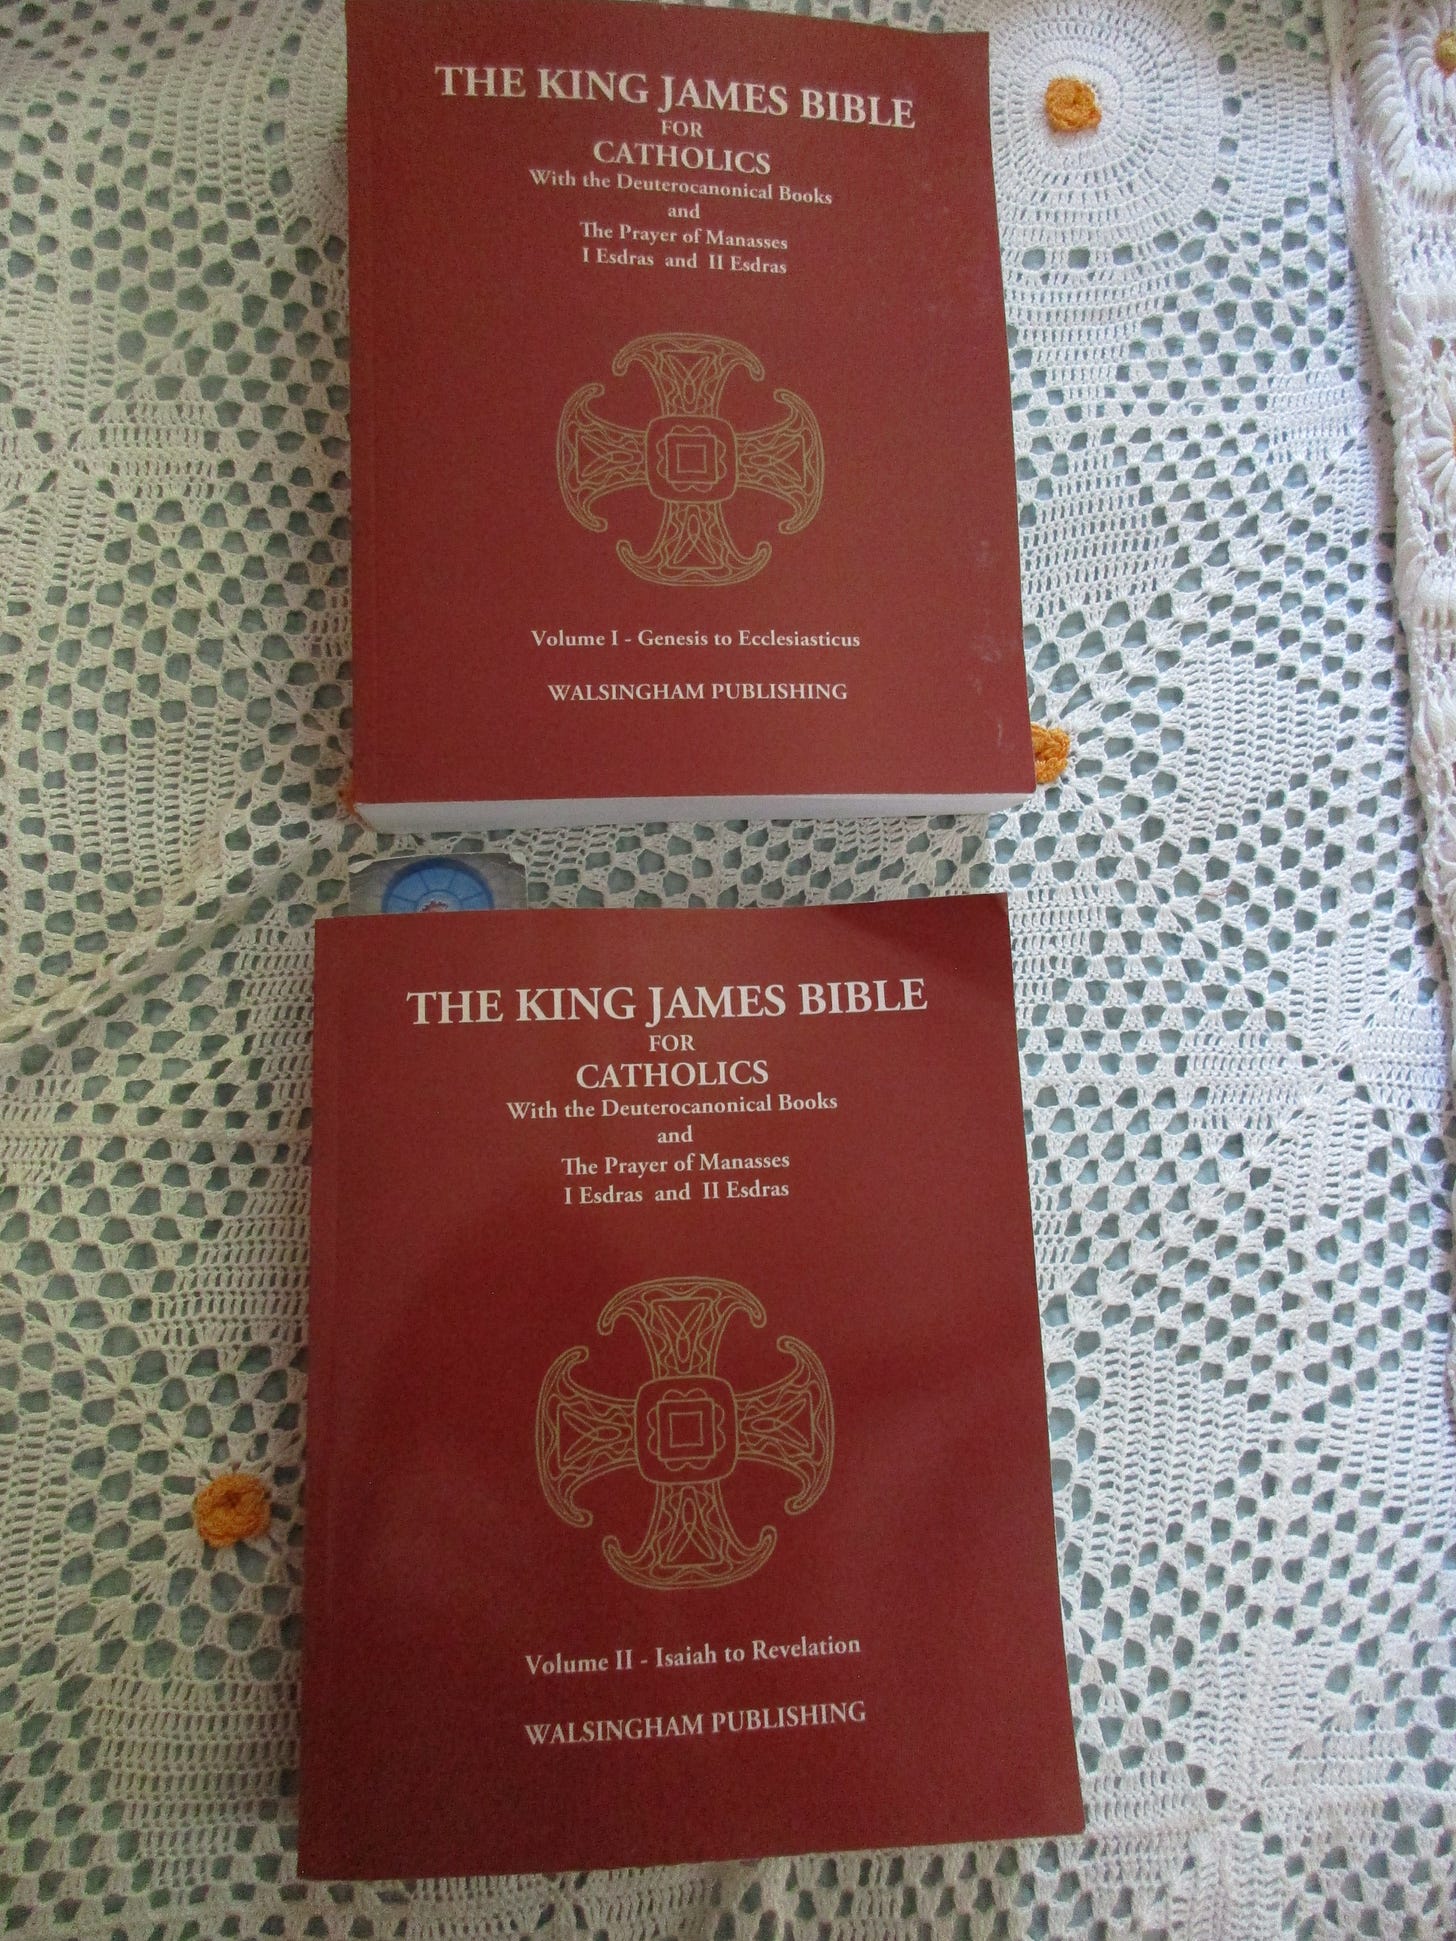 THE KING JAMES BIBLE
FOR
CATHOLICS
With the Deuterocanonical Books
and
The Prayer of Manasses
I Esdras and II Esdras
Volume I - Genesis to Ecclesiasticus
WALSINGHAM PUBLISHING
THE KING JAMES BIBLE
FOR
CATHOLICS
With the Deuterocanonical Books
and
The Prayer of Manasses
I Esdras and II Esdras
Volume II - Isaiah to Revelation
WALSINGHAM PUBLISHING